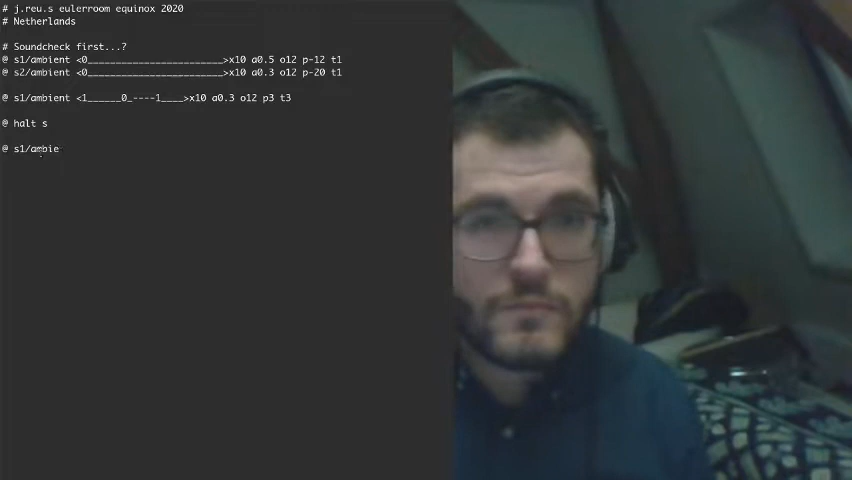 # j.reu.s eulerroom equinox 2020
# Netherlands
# Soundcheck first...?
@ s1/ambient <0________________________>x10 a0.5 o12 p-12 t1
@ s2/ambient <0________________________>x10 a0.3 o12 p-20 t1
@ s1/ambient <1______0_----1____>x10 a0.3 o12 p3 t3
@ halt s
@ s1/ambie